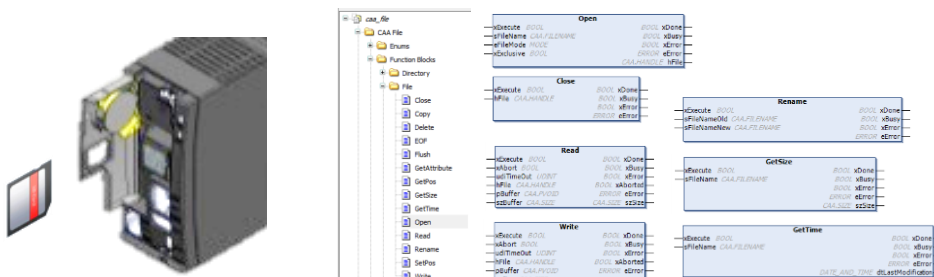 caa_file
CAA File
Enums
Function Blocks
Directory
File
Close
Copy
Delete
EOF
Flush
GetAttribute
GetPos
GetSize
GetTime
Open
Read
Rename
SetPos
Write
Open
xExecute BOOL BOOL xDone
sFileName CAA.FILENAME BOOL xBusy
eFileMode MODE BOOL xError
xExclusive BOOL ERROR eError
CAA.HANDLE hFile
Close
xExecute BOOL BOOL xDone
hFile CAA.HANDLE BOOL xBusy
BOOL xError
ERROR eError
Rename
xExecute BOOL BOOL xDone
sFileNameOld CAA.FILENAME BOOL xBusy
sFileNameNew CAA.FILENAME BOOL xError
ERROR eError
Read
xExecute BOOL BOOL xDone
xAbort BOOL BOOL xBusy
udiTimeOut UDINT BOOL xError
hFile CAA.HANDLE BOOL xAborted
pBuffer CAA.PVOID ERROR eError
szBuffer CAA.SIZE CAA.SIZE szSize
GetSize
xExecute BOOL BOOL xDone
sFileName CAA.FILENAME BOOL xBusy
BOOL xError
ERROR eError
CAA.SIZE szSize
Write
xExecute BOOL BOOL xDone
xAbort BOOL BOOL xBusy
udiTimeOut UDINT BOOL xError
hFile CAA.HANDLE BOOL xAborted
pBuffer CAA.PVOID ERROR eError
GetTime
xExecute BOOL BOOL xDone
sFileName CAA.FILENAME BOOL xBusy
BOOL xError
ERROR eError
DATE_AND_TIME dtLastModification